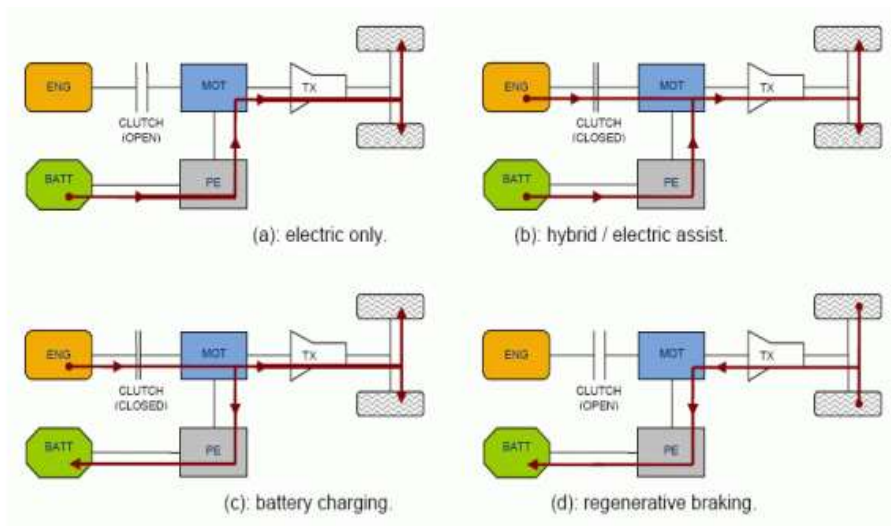 ENG
MOT
TX
CLUTCH
(OPEN)
BATT
PE
(a): electric only.
ENG
MOT
TX
CLUTCH
(CLOSED)
BATT
PE
(b): hybrid / electric assist.
ENG
MOT
TX
CLUTCH
(CLOSED)
BATT
PE
(c): battery charging.
ENG
MOT
TX
CLUTCH
(OPEN)
BATT
PE
(d): regenerative braking.